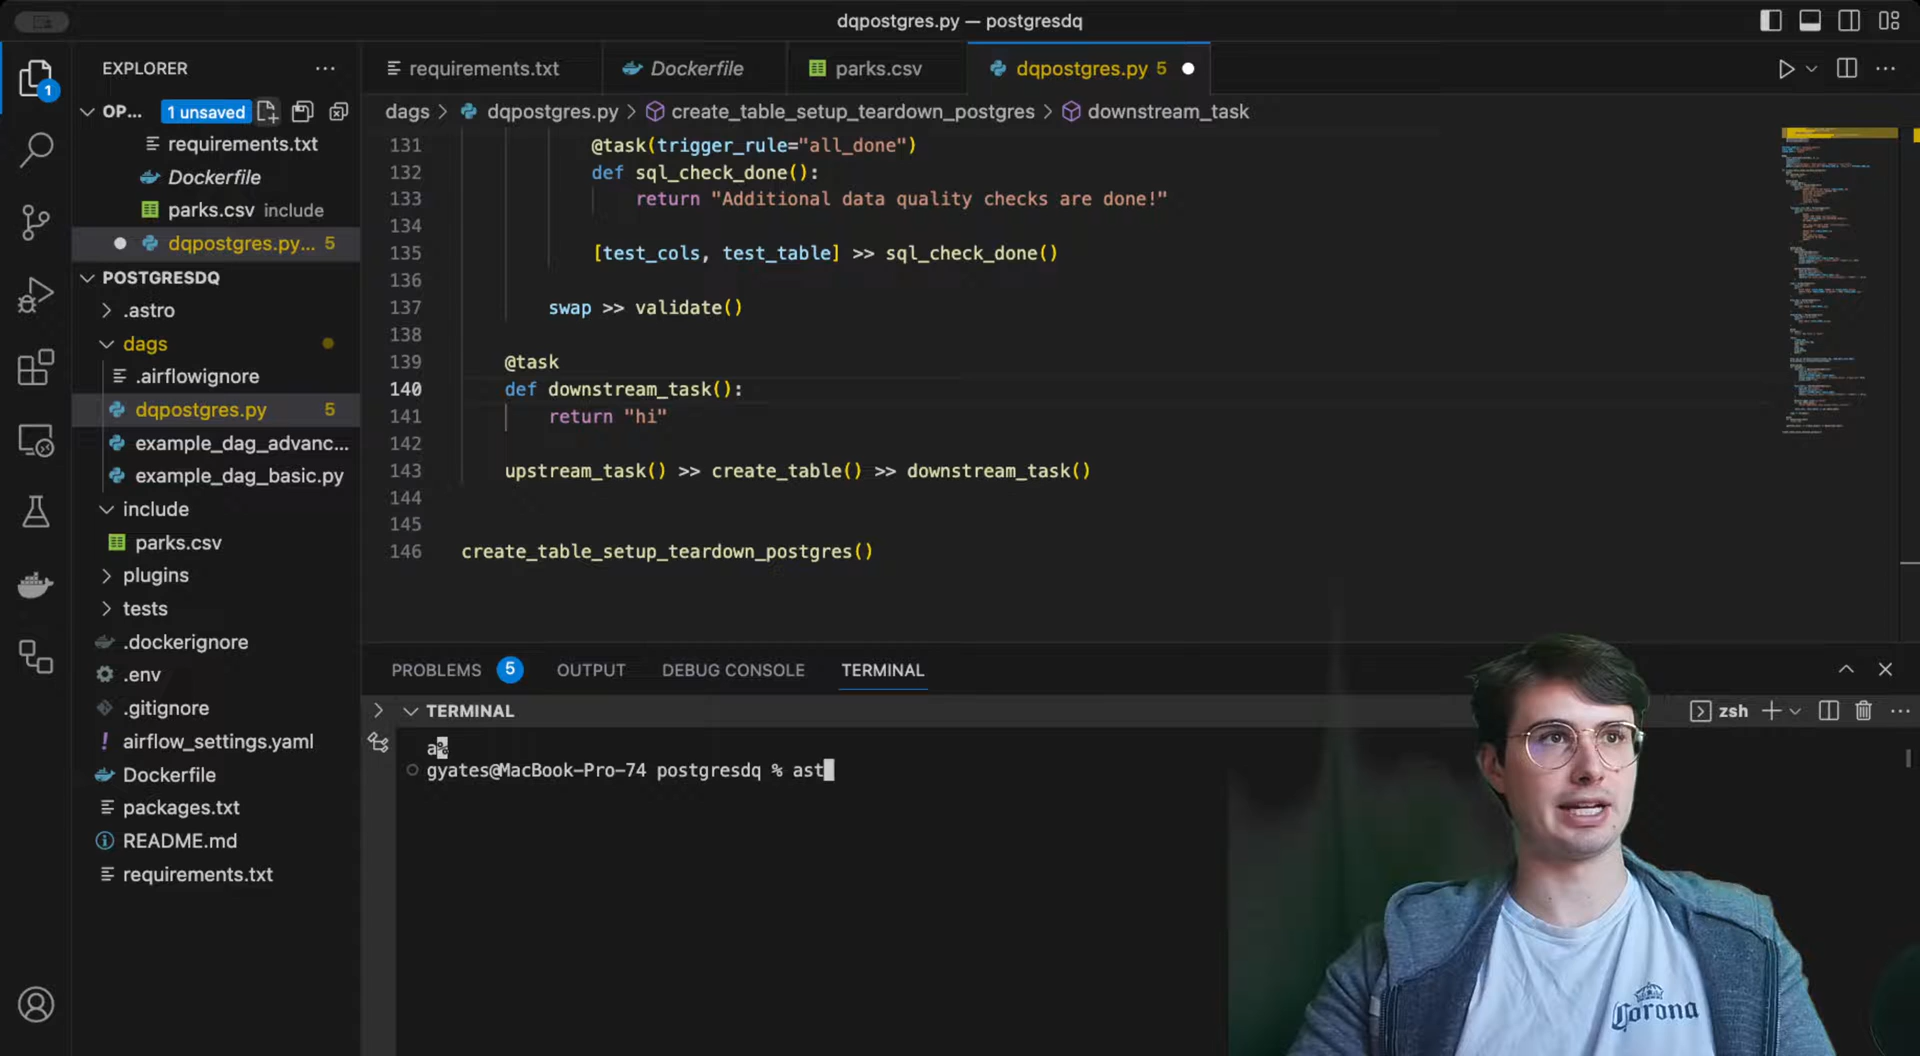 dqpostgres.py — postgresdq
EXPLORER
OP...
1 unsaved
requirements.txt
Dockerfile
parks.csv include
dqpostgres.py... 5
POSTGRESDQ
.astro
dags
.airflowignore
dqpostgres.py 5
example_dag_advanc...
example_dag_basic.py
include
parks.csv
plugins
tests
.dockerignore
.env
.gitignore
airflow_settings.yaml
Dockerfile
packages.txt
README.md
requirements.txt
1
requirements.txt
Dockerfile
parks.csv
dqpostgres.py 5
dags > dqpostgres.py > create_table_setup_teardown_postgres > downstream_task
131 @task(trigger_rule="all_done")
132 def sql_check_done():
133 return "Additional data quality checks are done!"
134
135 [test_cols, test_table] >> sql_check_done()
136
137 swap >> validate()
138
139 @task
140 def downstream_task():
141 return "hi"
142
143 upstream_task() >> create_table() >> downstream_task()
144
145
146 create_table_setup_teardown_postgres()
PROBLEMS 5 OUTPUT DEBUG CONSOLE TERMINAL
TERMINAL
zsh
a%
gyates@MacBook-Pro-74 postgresdq % ast
Corona